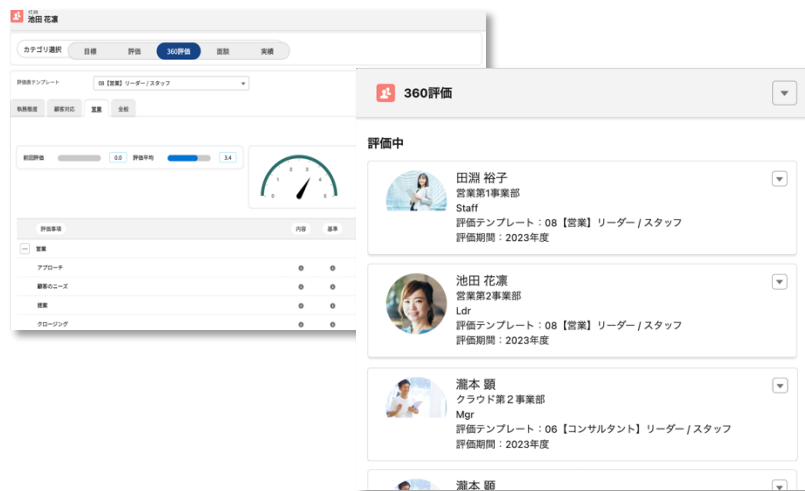 社員
池田 花凛
カテゴリ選択 目標 評価 360評価 面談 実績
評価表テンプレート 08【営業】リーダー / スタッフ
執務態度 顧客対応 営業 全般
前回評価 0.0 評価平均 3.4
0 1 2 3 4 5
評価事項 内容 基準
営業
アプローチ
顧客のニーズ
提案
クロージング
360評価
評価中
田淵 裕子
営業第1事業部
Staff
評価テンプレート：08【営業】リーダー / スタッフ
評価期間：2023年度
池田 花凛
営業第2事業部
Ldr
評価テンプレート：08【営業】リーダー / スタッフ
評価期間：2023年度
瀧本 顕
クラウド第２事業部
Mgr
評価テンプレート：06【コンサルタント】リーダー / スタッフ
評価期間：2023年度
瀧本 顕